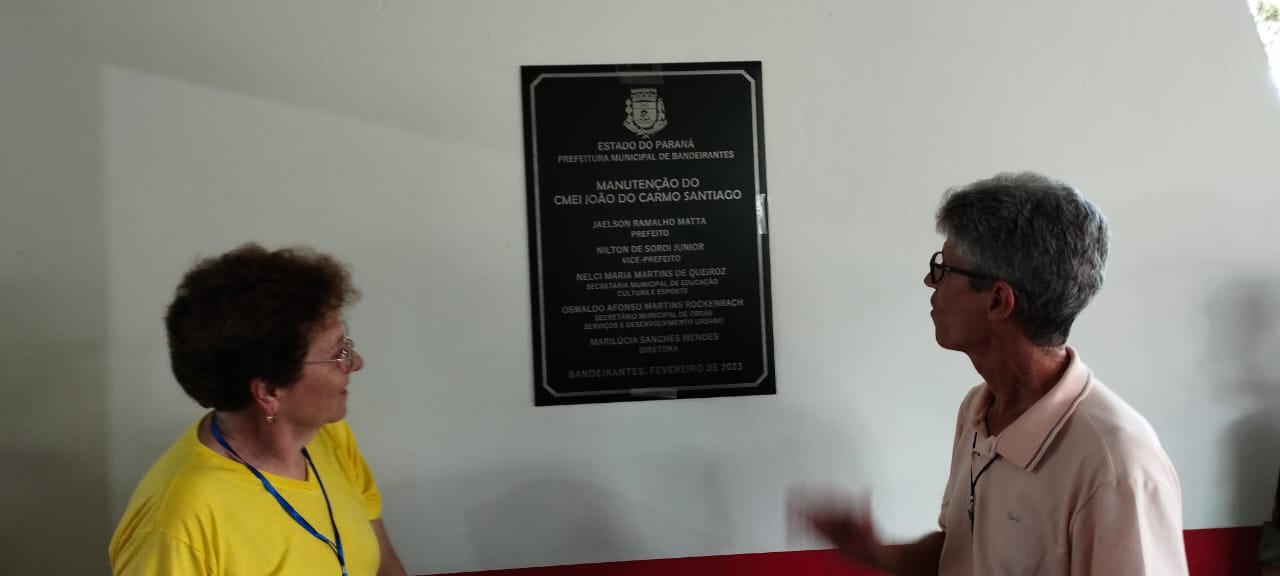 ESTADO DO PARANÁ
PREFEITURA MUNICIPAL DE BANDEIRANTES
MANUTENÇÃO DO
CMEI JOÃO DO CARMO SANTIAGO
JAELSON RAMALHO MATTA
PREFEITO
NILTON DE SORDI JUNIOR
VICE-PREFEITO
NELCI MARIA MARTINS DE QUEIROZ
SECRETÁRIA MUNICIPAL DE EDUCAÇÃO
CULTURA E ESPORTE
OSWALDO AFONSO MARTINS ROCKENBACH
SECRETÁRIO MUNICIPAL DE OBRAS
SERVIÇOS E DESENVOLVIMENTO URBANO
MARILÚCIA SANCHES MENDES
DIRETORA
BANDEIRANTES, FEVEREIRO DE 2023